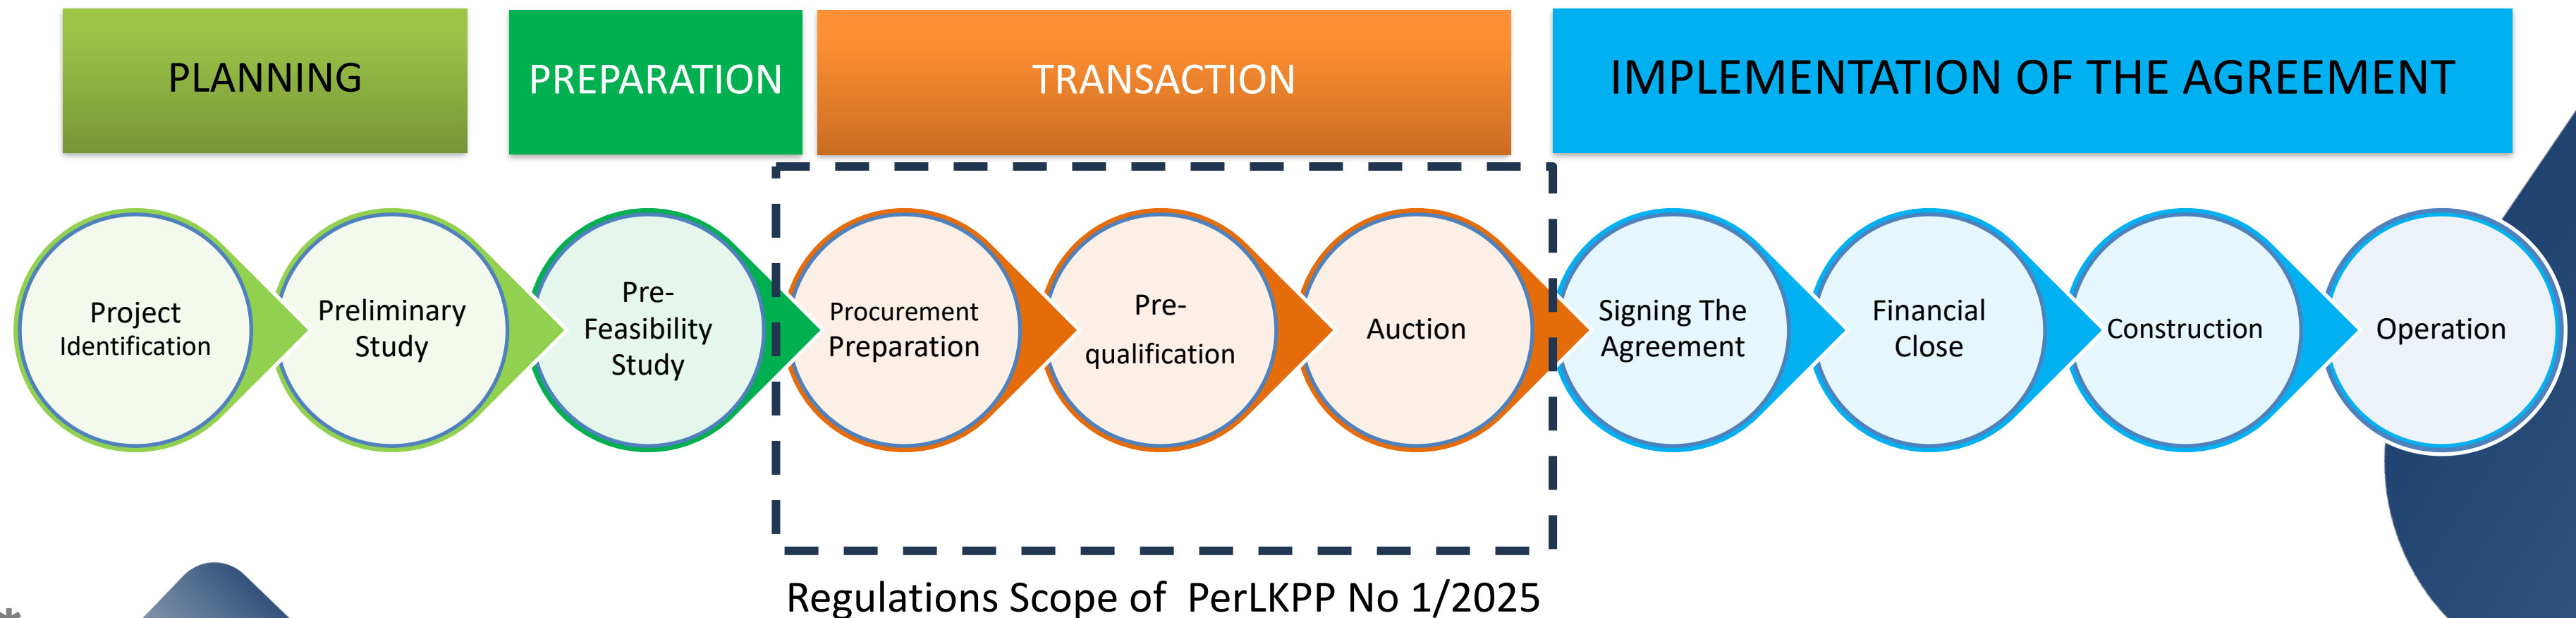 PLANNING
PREPARATION
TRANSACTION
IMPLEMENTATION OF THE AGREEMENT
Project
Identification
Preliminary
Study
Pre-
Feasibility
Study
Procurement
Preparation
Pre-
qualification
Auction
Signing The
Agreement
Financial
Close
Construction
Operation
Regulations Scope of PerLKPP No 1/2025
*